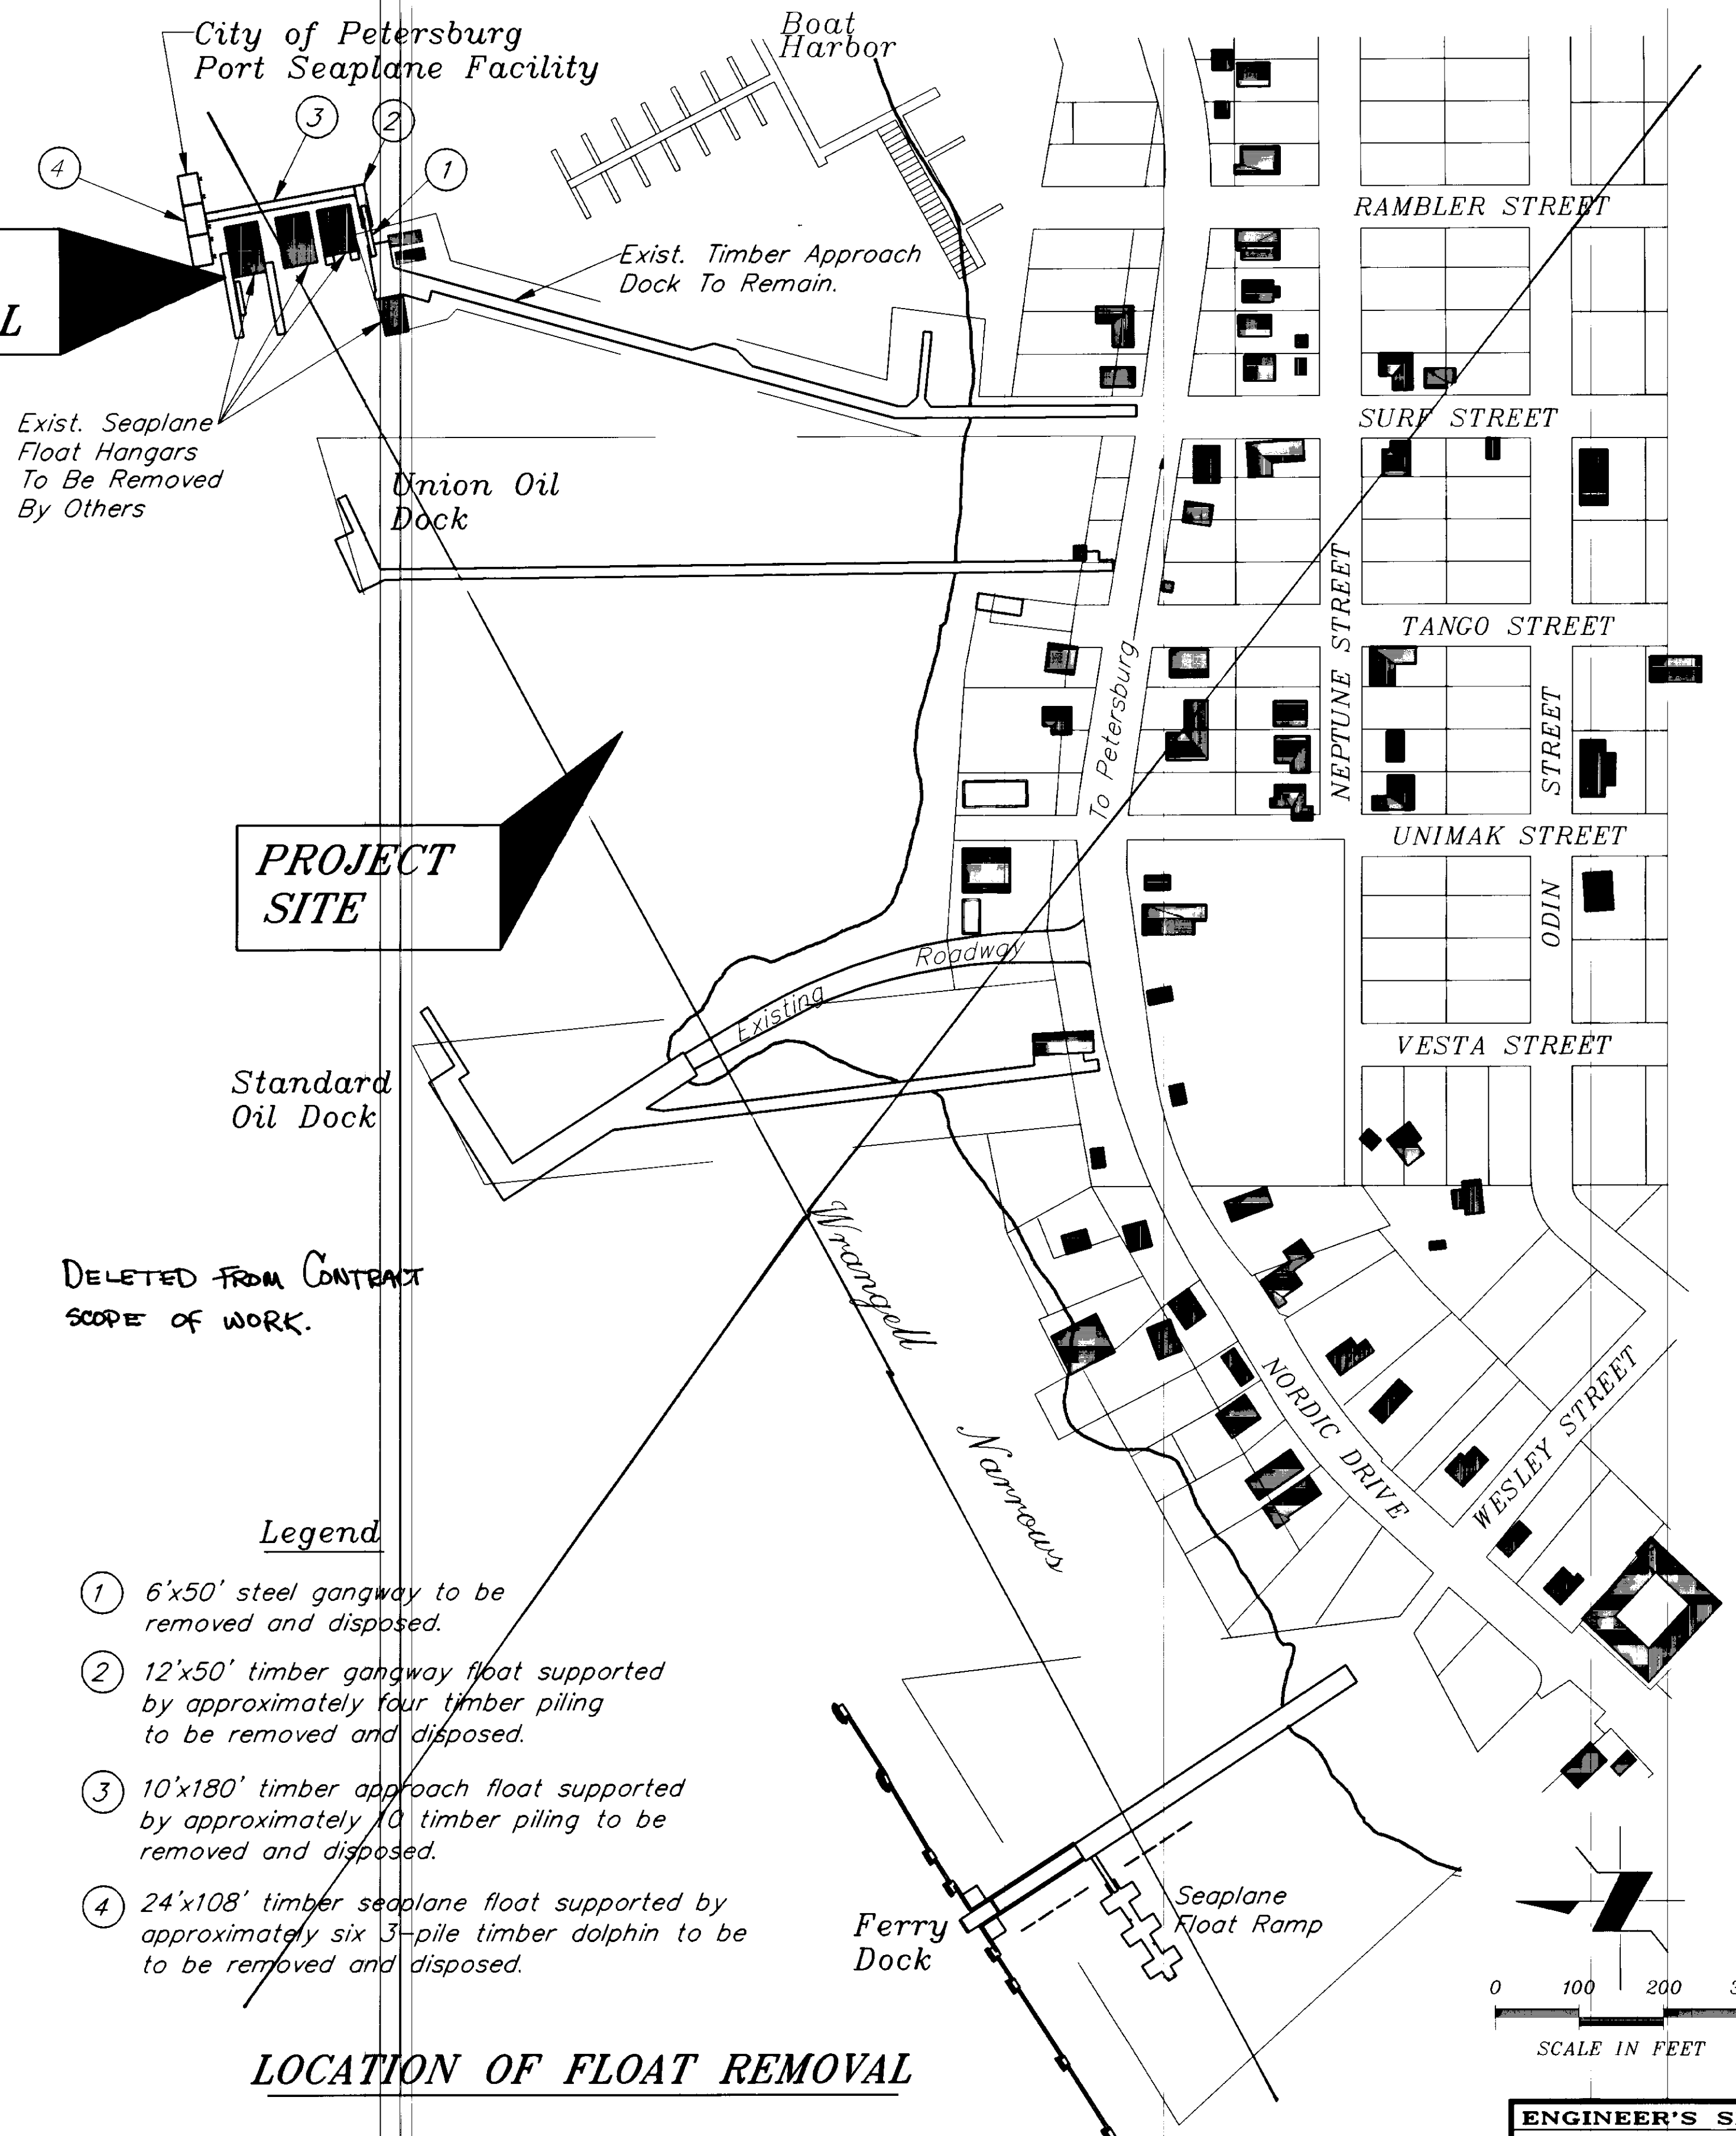 City of Petersburg
Port Seaplane Facility
Boat
Harbor
3
2
4
1
L
Exist. Timber Approach
Dock To Remain.
RAMBLER STREET
Exist. Seaplane
Float Hangars
To Be Removed
By Others
SURF STREET
Union Oil
Dock
NEPTUNE STREET
TANGO STREET
To Petersburg
ODIN STREET
PROJECT
SITE
UNIMAK STREET
Existing Roadway
VESTA STREET
Standard
Oil Dock
Wrangell Narrows
DELETED FROM CONTRACT
SCOPE OF WORK.
NORDIC DRIVE
WESLEY STREET
Legend
1 6'x50' steel gangway to be
removed and disposed.
2 12'x50' timber gangway float supported
by approximately four timber piling
to be removed and disposed.
3 10'x180' timber approach float supported
by approximately 10 timber piling to be
removed and disposed.
4 24'x108' timber seaplane float supported by
approximately six 3-pile timber dolphin to be
to be removed and disposed.
Ferry
Dock
Seaplane
Float Ramp
0 100 200 3
SCALE IN FEET
LOCATION OF FLOAT REMOVAL
ENGINEER'S S